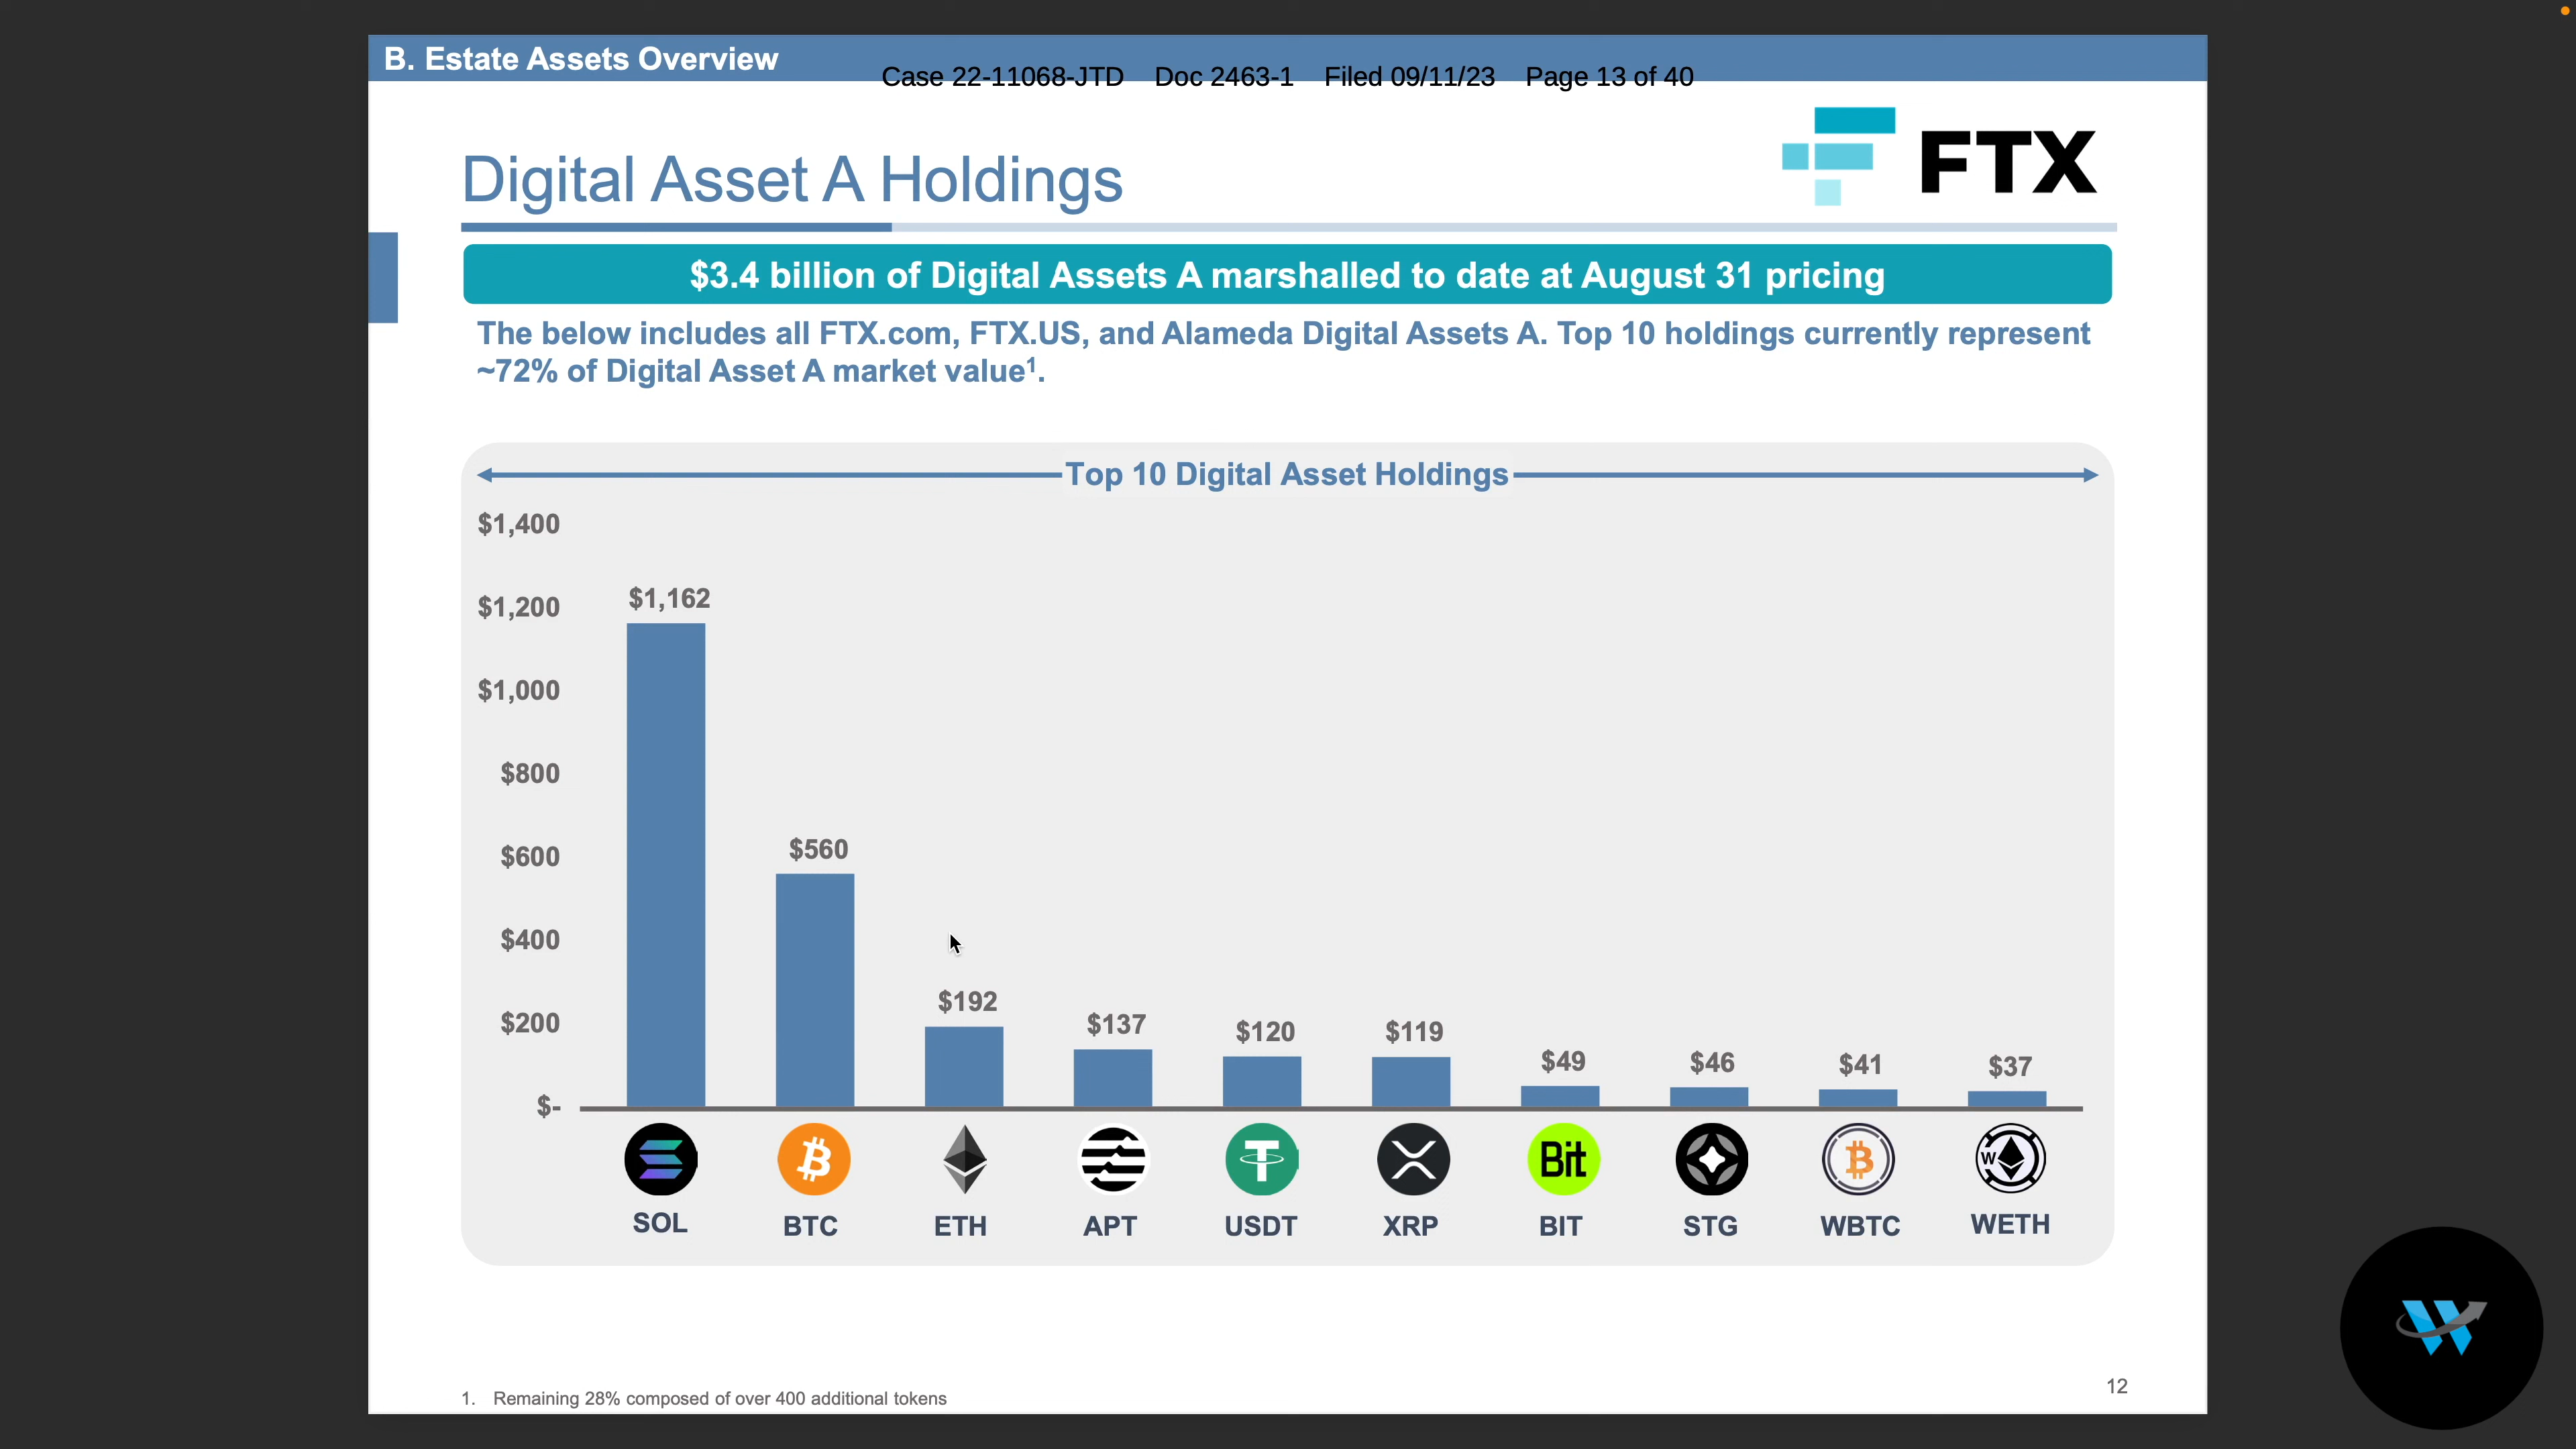 B. Estate Assets Overview
Case 22-11068-JTD Doc 2463-1 Filed 09/11/23 Page 13 of 40
Digital Asset A Holdings
FTX
$3.4 billion of Digital Assets A marshalled to date at August 31 pricing
The below includes all FTX.com, FTX.US, and Alameda Digital Assets A. Top 10 holdings currently represent
~72% of Digital Asset A market value¹.
Top 10 Digital Asset Holdings
$1,400
$1,200
$1,000
$800
$600
$400
$200
$-
$1,162
$560
$192
$137
$120
$119
$49
$46
$41
$37
Bit
W
SOL BTC ETH APT USDT XRP BIT STG WBTC WETH
1. Remaining 28% composed of over 400 additional tokens
12
W